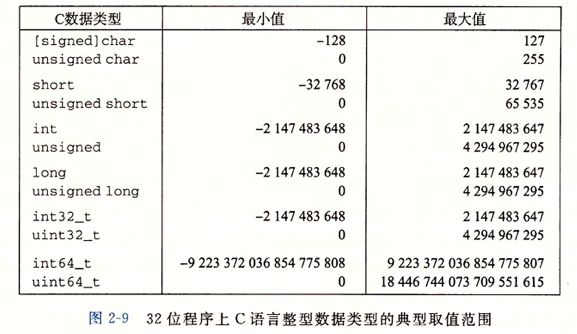 C数据类型 最小值 最大值
[signed]char -128 127
unsigned char 0 255
short -32 768 32 767
unsigned short 0 65 535
int -2 147 483 648 2 147 483 647
unsigned 0 4 294 967 295
long -2 147 483 648 2 147 483 647
unsigned long 0 4 294 967 295
int32_t -2 147 483 648 2 147 483 647
uint32_t 0 4 294 967 295
int64_t -9 223 372 036 854 775 808 9 223 372 036 854 775 807
uint64_t 0 18 446 744 073 709 551 615
图 2-9 32 位程序上 C 语言整型数据类型的典型取值范围